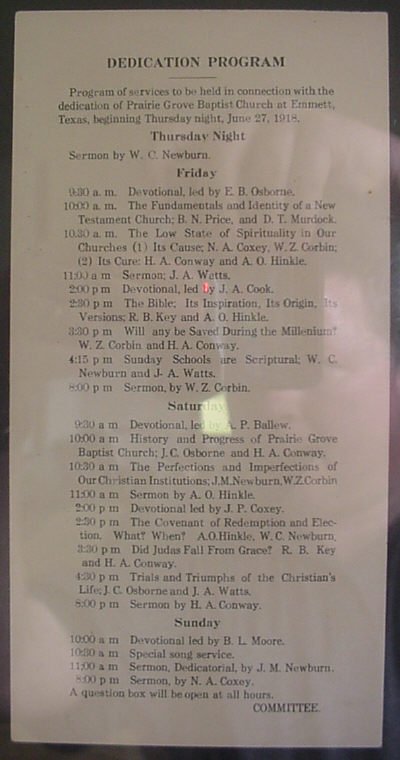 DEDICATION PROGRAM
Program of services to be held in connection with the
dedication of Prairie Grove Baptist Church at Emmett,
Texas, beginning Thursday night, June 27, 1918.
Thursday Night
Sermon by W. C. Newburn.
Friday
9:30 a. m. Devotional, led by E. B. Osborne.
10:00 a. m. The Fundamentals and Identity of a New
Testament Church; B. N. Price, and D. T. Murdock.
10.30 a. m. The Low State of Spirituality in Our
Churches (1) Its Cause; N. A. Coxey, W. Z. Corbin;
(2) Its Cure: H. A. Conway and A. O. Hinkle.
11:00 a m Sermon; J. A. Watts.
2:00 p m Devotional, led by J. A. Cook.
2:30 p m The Bible; Its Inspiration, Its Origin, Its
Versions; R. B. Key and A. O. Hinkle.
3:30 p m Will any be Saved During the Millenium?
W. Z. Corbin and H. A. Conway.
4:15 p m Sunday Schools are Scriptural; W. C.
Newburn and J- A. Watts.
8:00 p m Sermon, by W. Z. Corbin.
Saturday
9:30 a m Devotional, led by A. P. Ballew.
10:00 a m History and Progress of Prairie Grove
Baptist Church; J. C. Osborne and H. A. Conway.
10:30 a m The Perfections and Imperfections of
Our Christian Institutions; J.M.Newburn,W.Z.Corbin
11:00 a m Sermon by A. O. Hinkle.
2:00 p m Devotional led by J. P. Coxey.
2:30 p m The Covenant of Redemption and Elec-
tion. What? When? A.O.Hinkle, W. C. Newburn.
3:30 p m Did Judas Fall From Grace? R. B. Key
and H. A. Conway.
4:30 p m Trials and Triumphs of the Christian's
Life; J. C. Osborne and J. A. Watts.
8:00 p m Sermon by H. A. Conway.
Sunday
10:00 a m Devotional led by B. L. Moore.
10:30 a m Special song service.
11;00 a m Sermon, Dedicatorial, by J. M. Newburn.
8:00 p m Sermon, by N. A. Coxey.
A question box will be open at all hours.
COMMITTEE.